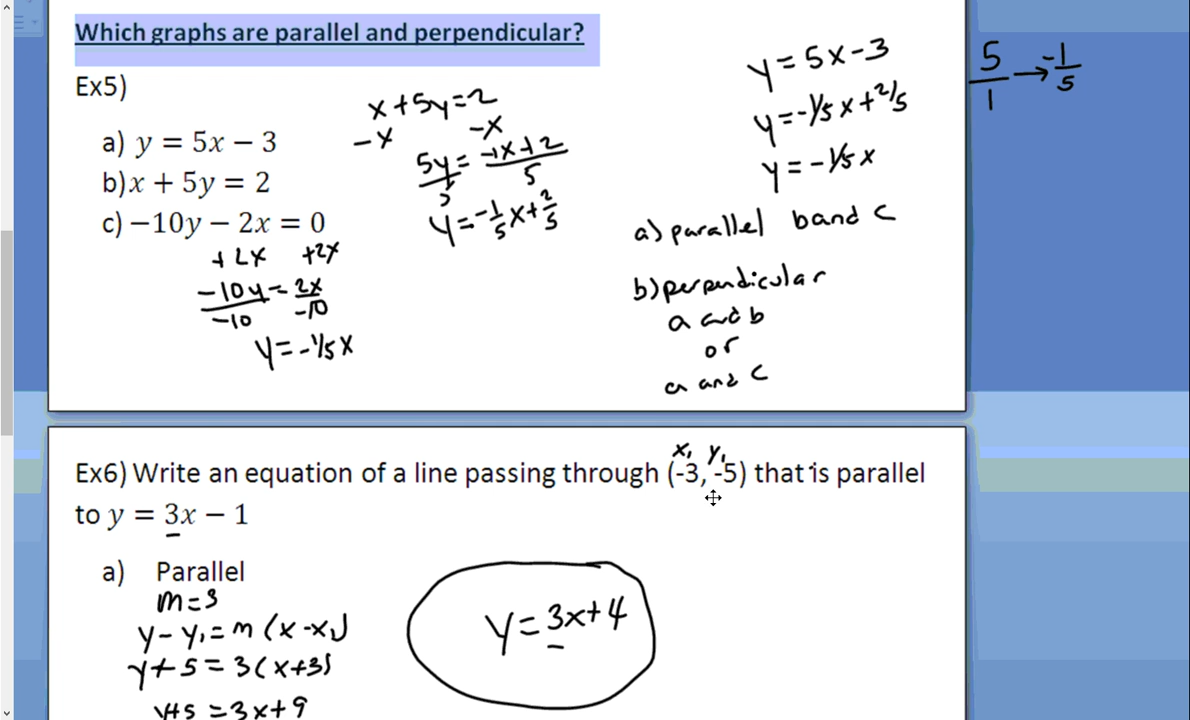 Which graphs are parallel and perpendicular?
Ex5)
a) y = 5x − 3
b)x + 5y = 2
c) −10y − 2x = 0
+2x +2x
-10y = 2x
-10 -10
y = -1/5 x
x + 5y = 2
-x -x
5y = -1x + 2
5 5
y = -1/5 x + 2/5
y = 5x - 3
y = -1/5 x + 2/5
y = -1/5 x
a) parallel b and c
b) perpendicular
a and b
or
a and c
5/1 → -1/5
Ex6) Write an equation of a line passing through (-3, -5) that is parallel
x₁ y₁
to y = 3x − 1
a) Parallel
m = 3
y - y₁ = m (x - x₁)
y + 5 = 3(x + 3)
y+5 = 3x + 9
y = 3x + 4